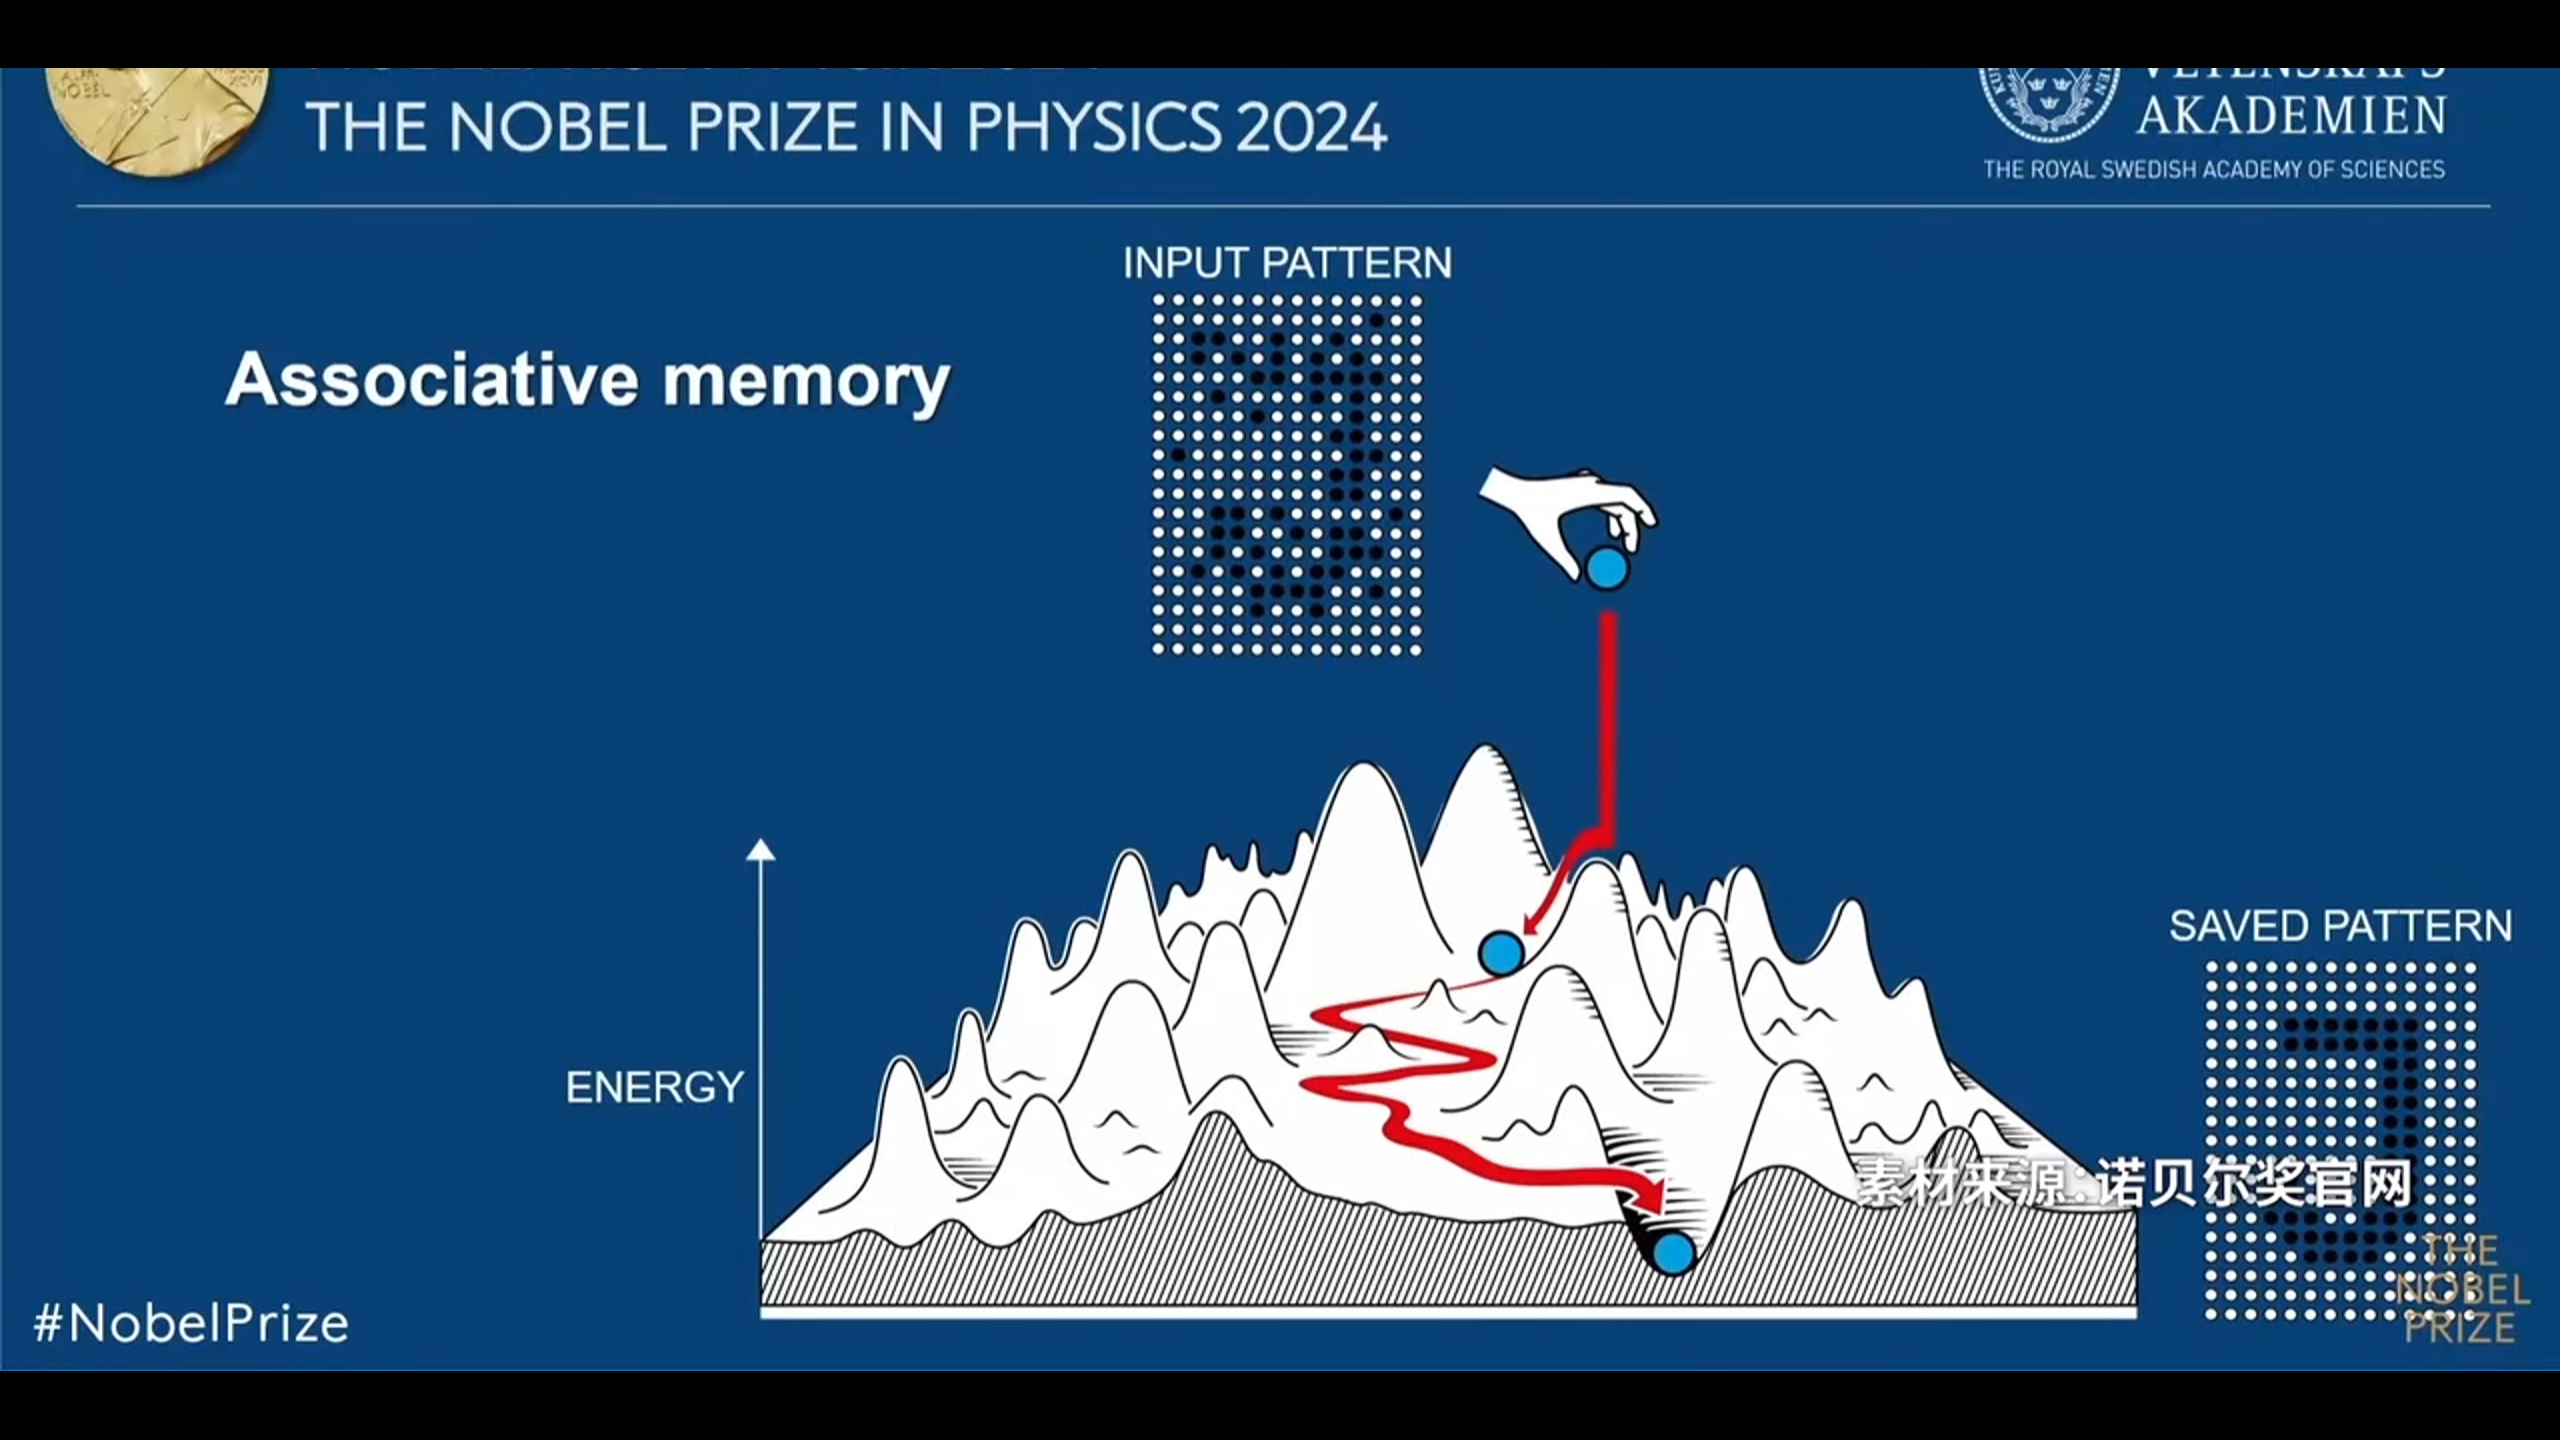 THE NOBEL PRIZE IN PHYSICS 2024
VETENSKAPS
AKADEMIEN
THE ROYAL SWEDISH ACADEMY OF SCIENCES
INPUT PATTERN
Associative memory
SAVED PATTERN
ENERGY
素材来源:诺贝尔奖官网
THE
NOBEL
PRIZE
#NobelPrize